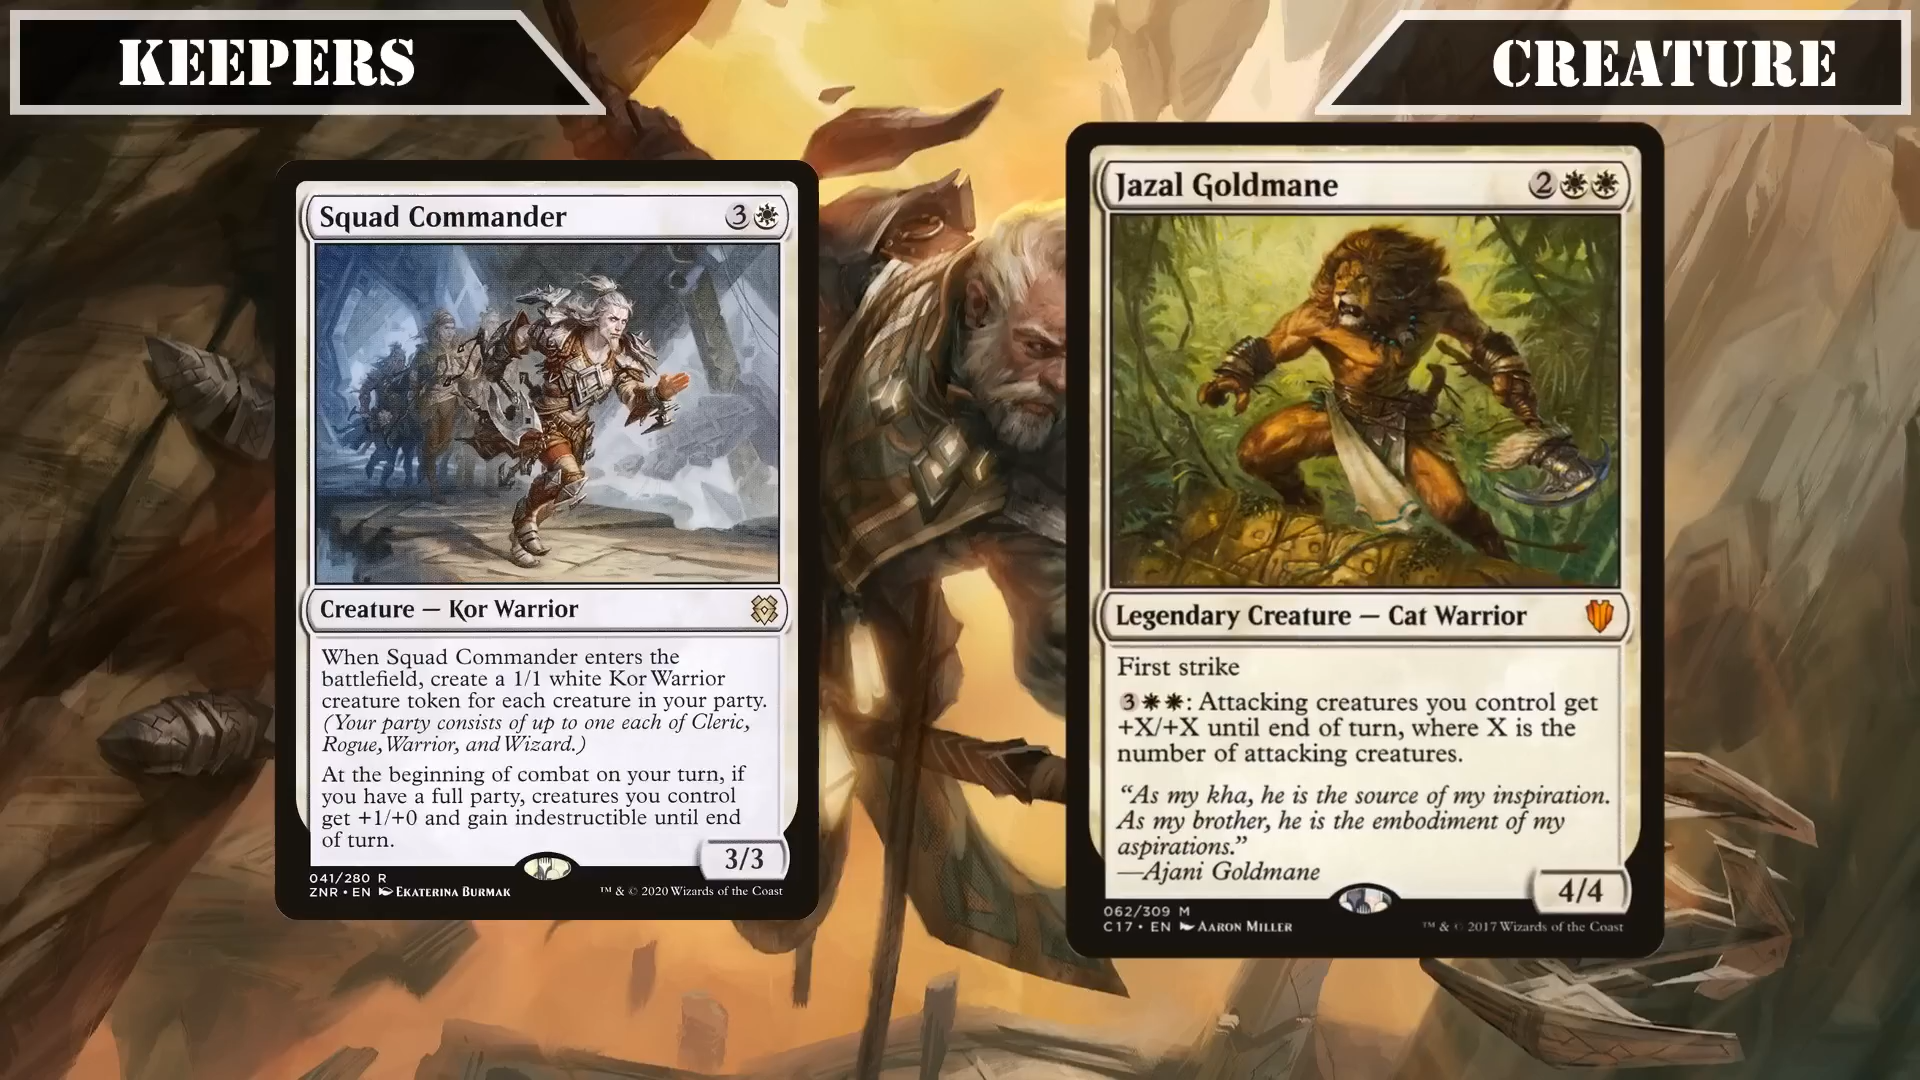 KEEPERS
CREATURE
Squad Commander 3
Creature — Kor Warrior
When Squad Commander enters the
battlefield, create a 1/1 white Kor Warrior
creature token for each creature in your party.
(Your party consists of up to one each of Cleric,
Rogue, Warrior, and Wizard.)
At the beginning of combat on your turn, if
you have a full party, creatures you control
get +1/+0 and gain indestructible until end
of turn.
3/3
041/280 R
ZNR • EN EKATERINA BURMAK
™ & © 2020 Wizards of the Coast
Jazal Goldmane 2
Legendary Creature — Cat Warrior
First strike
3: Attacking creatures you control get
+X/+X until end of turn, where X is the
number of attacking creatures.
“As my kha, he is the source of my inspiration.
As my brother, he is the embodiment of my
aspirations.”
—Ajani Goldmane
4/4
062/309 M
C17 • EN AARON MILLER
™ & © 2017 Wizards of the Coast